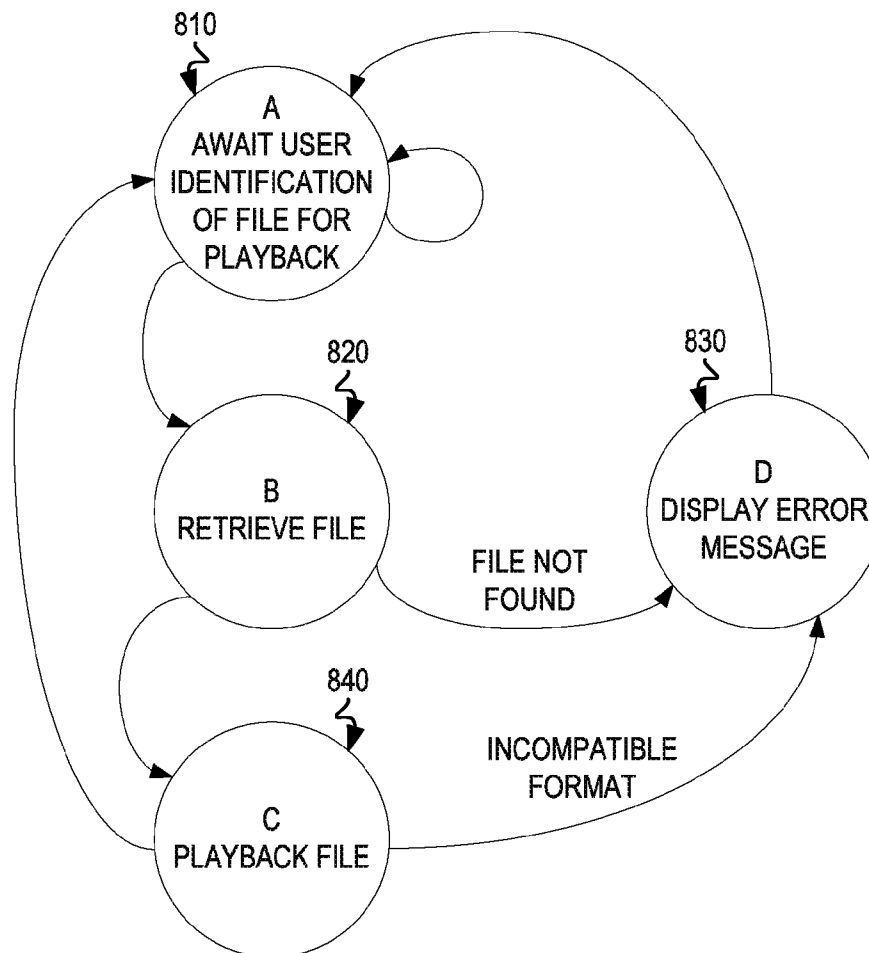 810
A
AWAIT USER
IDENTIFICATION
OF FILE FOR
PLAYBACK
820
B
RETRIEVE FILE
830
D
DISPLAY ERROR
MESSAGE
FILE NOT
FOUND
840
C
PLAYBACK FILE
INCOMPATIBLE
FORMAT